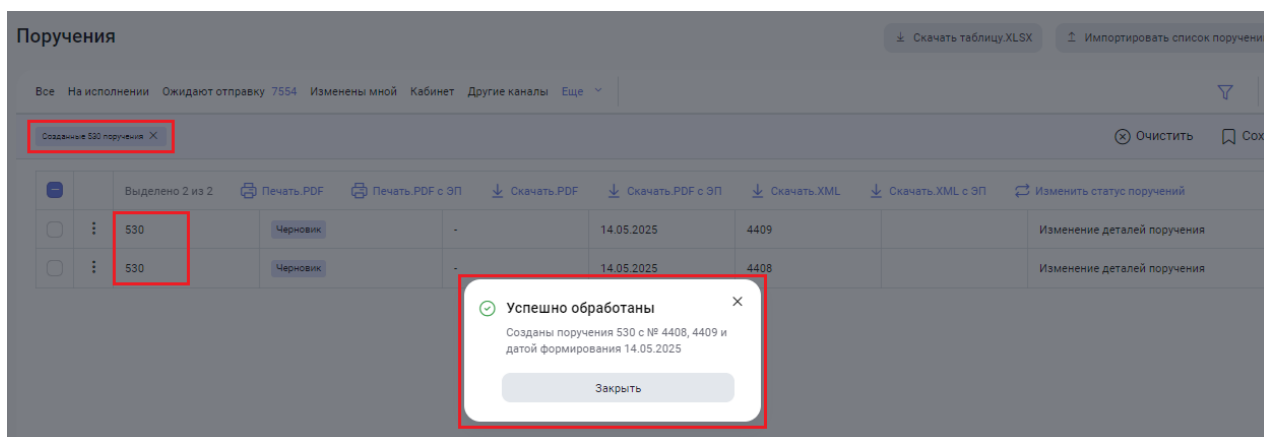 Поручения
Скачать таблицу.XLSX
Импортировать список поручени
Все На исполнении Ожидают отправку 7554 Изменены мной Кабинет Другие каналы Еще
Созданные 530 поручения
Очистить
Сох
Выделено 2 из 2 Печать.PDF Печать.PDF с ЭП Скачать.PDF Скачать.PDF с ЭП Скачать.XML Скачать.XML с ЭП Изменить статус поручений
530 Черновик - 14.05.2025 4409 Изменение деталей поручения
530 Черновик - 14.05.2025 4408 Изменение деталей поручения
Успешно обработаны
Созданы поручения 530 с № 4408, 4409 и
датой формирования 14.05.2025
Закрыть